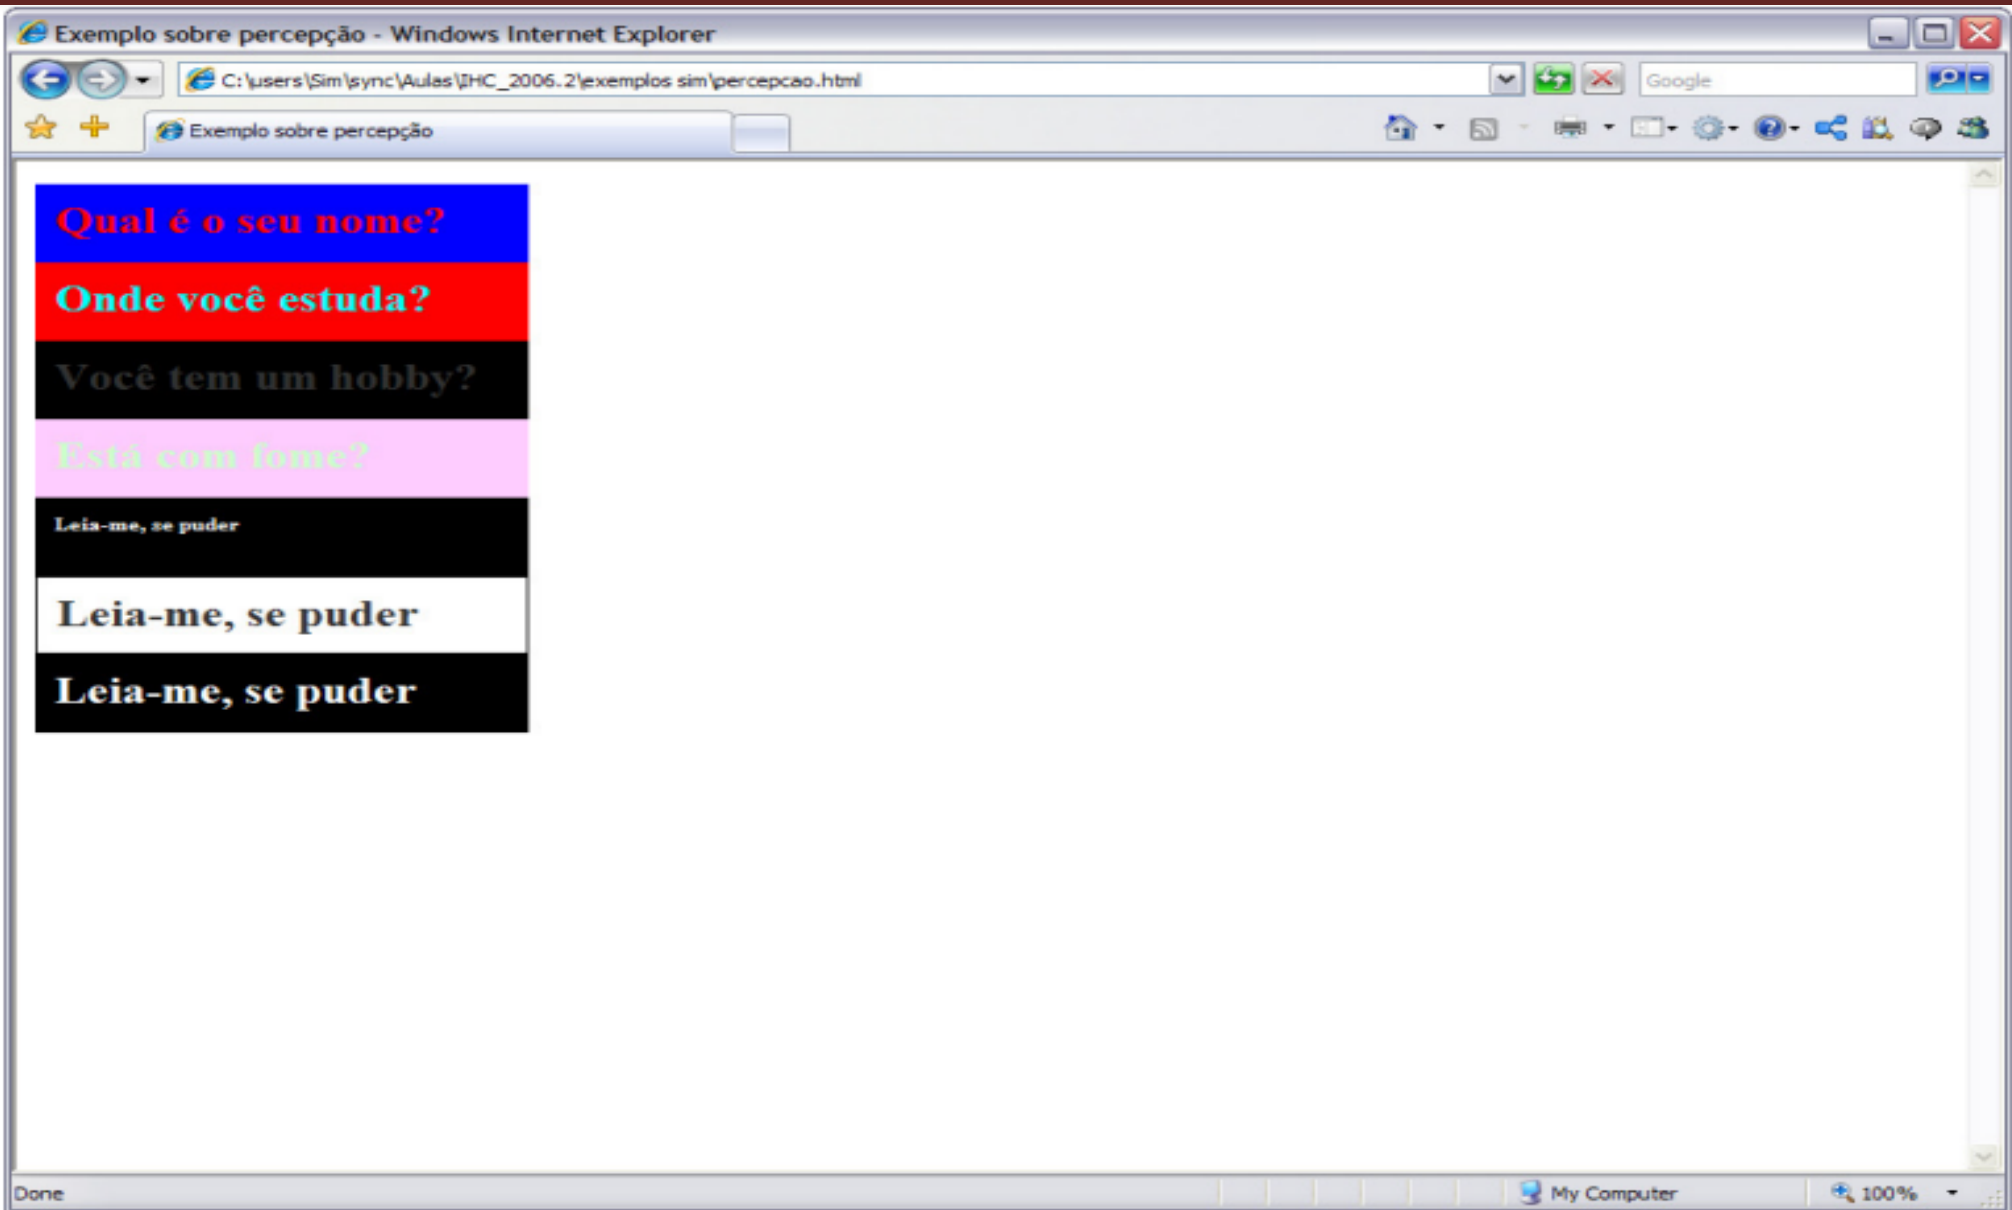 Exemplo sobre percepção - Windows Internet Explorer
C:\users\Sim\sync\Aulas\IHC_2006.2\exemplos sim\percepcao.html
Google
Exemplo sobre percepção
Qual é o seu nome?
Onde você estuda?
Você tem um hobby?
Está com fome?
Leia-me, se puder
Leia-me, se puder
Leia-me, se puder
Done
My Computer
100%